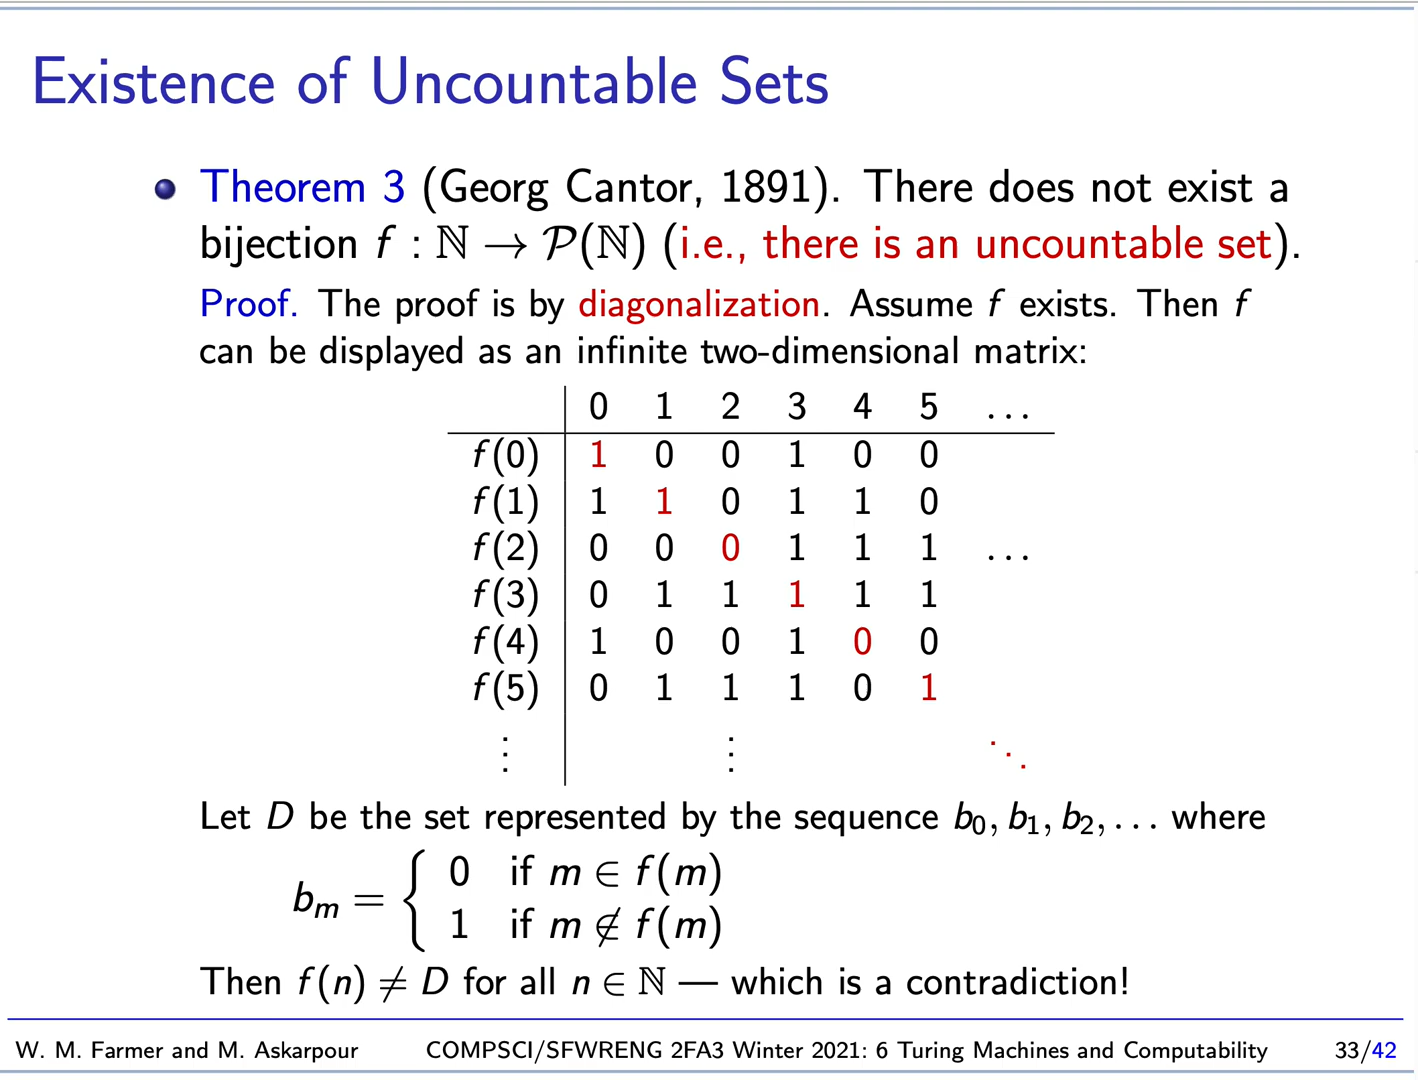 Existence of Uncountable Sets
Theorem 3 (Georg Cantor, 1891). There does not exist a
bijection f : ℕ → 𝒫(ℕ) (i.e., there is an uncountable set).
Proof. The proof is by diagonalization. Assume f exists. Then f
can be displayed as an infinite two-dimensional matrix:
0 1 2 3 4 5 ...
f(0) 1 0 0 1 0 0
f(1) 1 1 0 1 1 0
f(2) 0 0 0 1 1 1 ...
f(3) 0 1 1 1 1 1
f(4) 1 0 0 1 0 0
f(5) 0 1 1 1 0 1
⋮ ⋮ ⋱
Let D be the set represented by the sequence b₀, b₁, b₂, ... where
bₘ = { 0 if m ∈ f(m)
1 if m ∉ f(m)
Then f(n) ≠ D for all n ∈ ℕ — which is a contradiction!
W. M. Farmer and M. Askarpour COMPSCI/SFWRENG 2FA3 Winter 2021: 6 Turing Machines and Computability 33/42